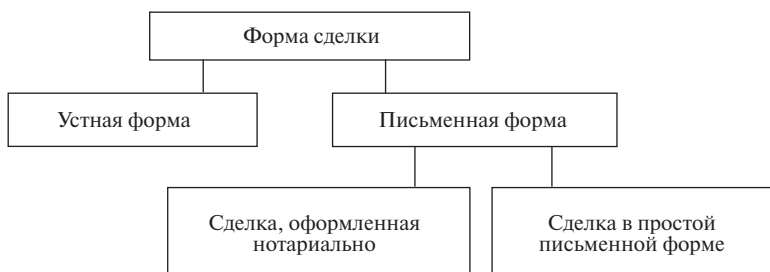 Форма сделки
Устная форма
Письменная форма
Сделка, оформленная
нотариально
Сделка в простой
письменной форме